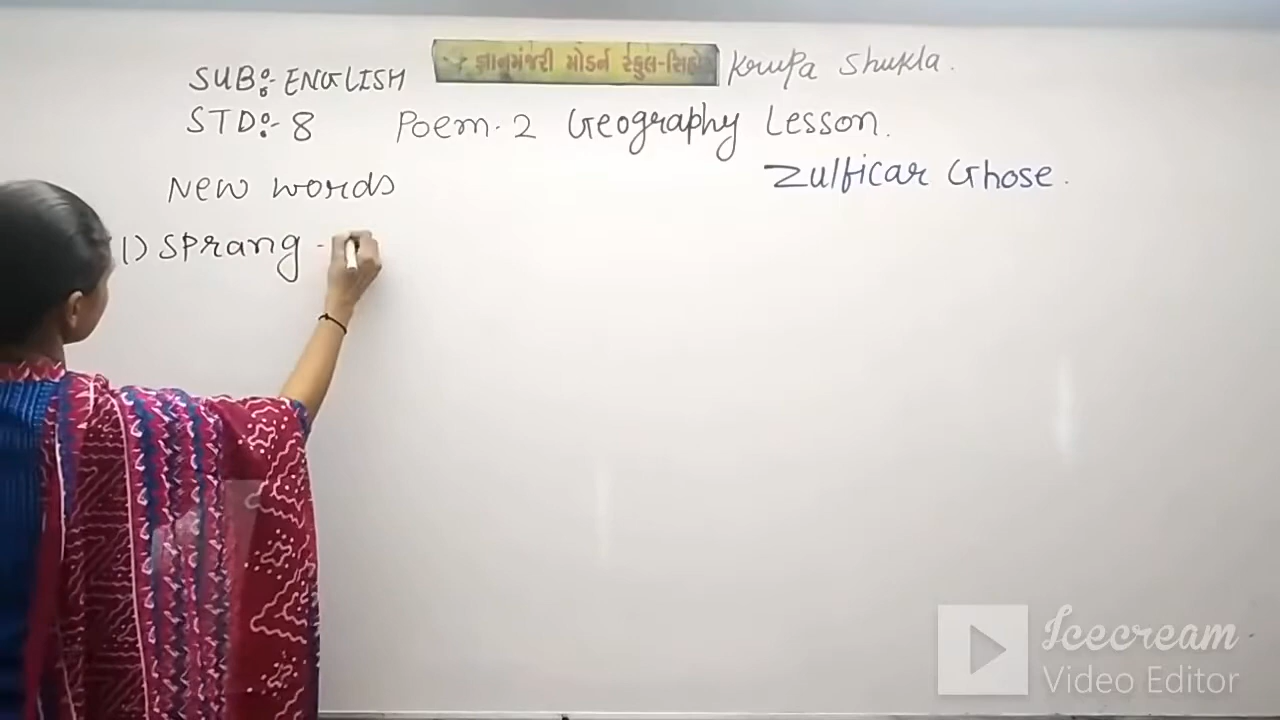 જ્ઞાનમંજરી મોડર્ન સ્કુલ-સિહોર
SUB:- ENGLISH
Krupa Shukla.
STD:- 8
Poem-2 Geography Lesson.
Zulficar Ghose.
New words
1) Sprang -
Icecream
Video Editor